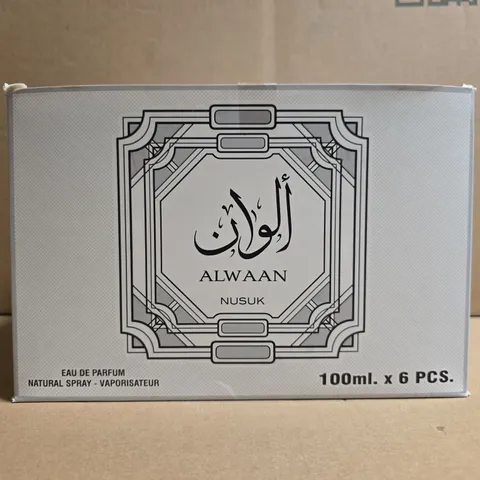 ألوان
ALWAAN
NUSUK
EAU DE PARFUM
NATURAL SPRAY - VAPORISATEUR
100ml. x 6 PCS.